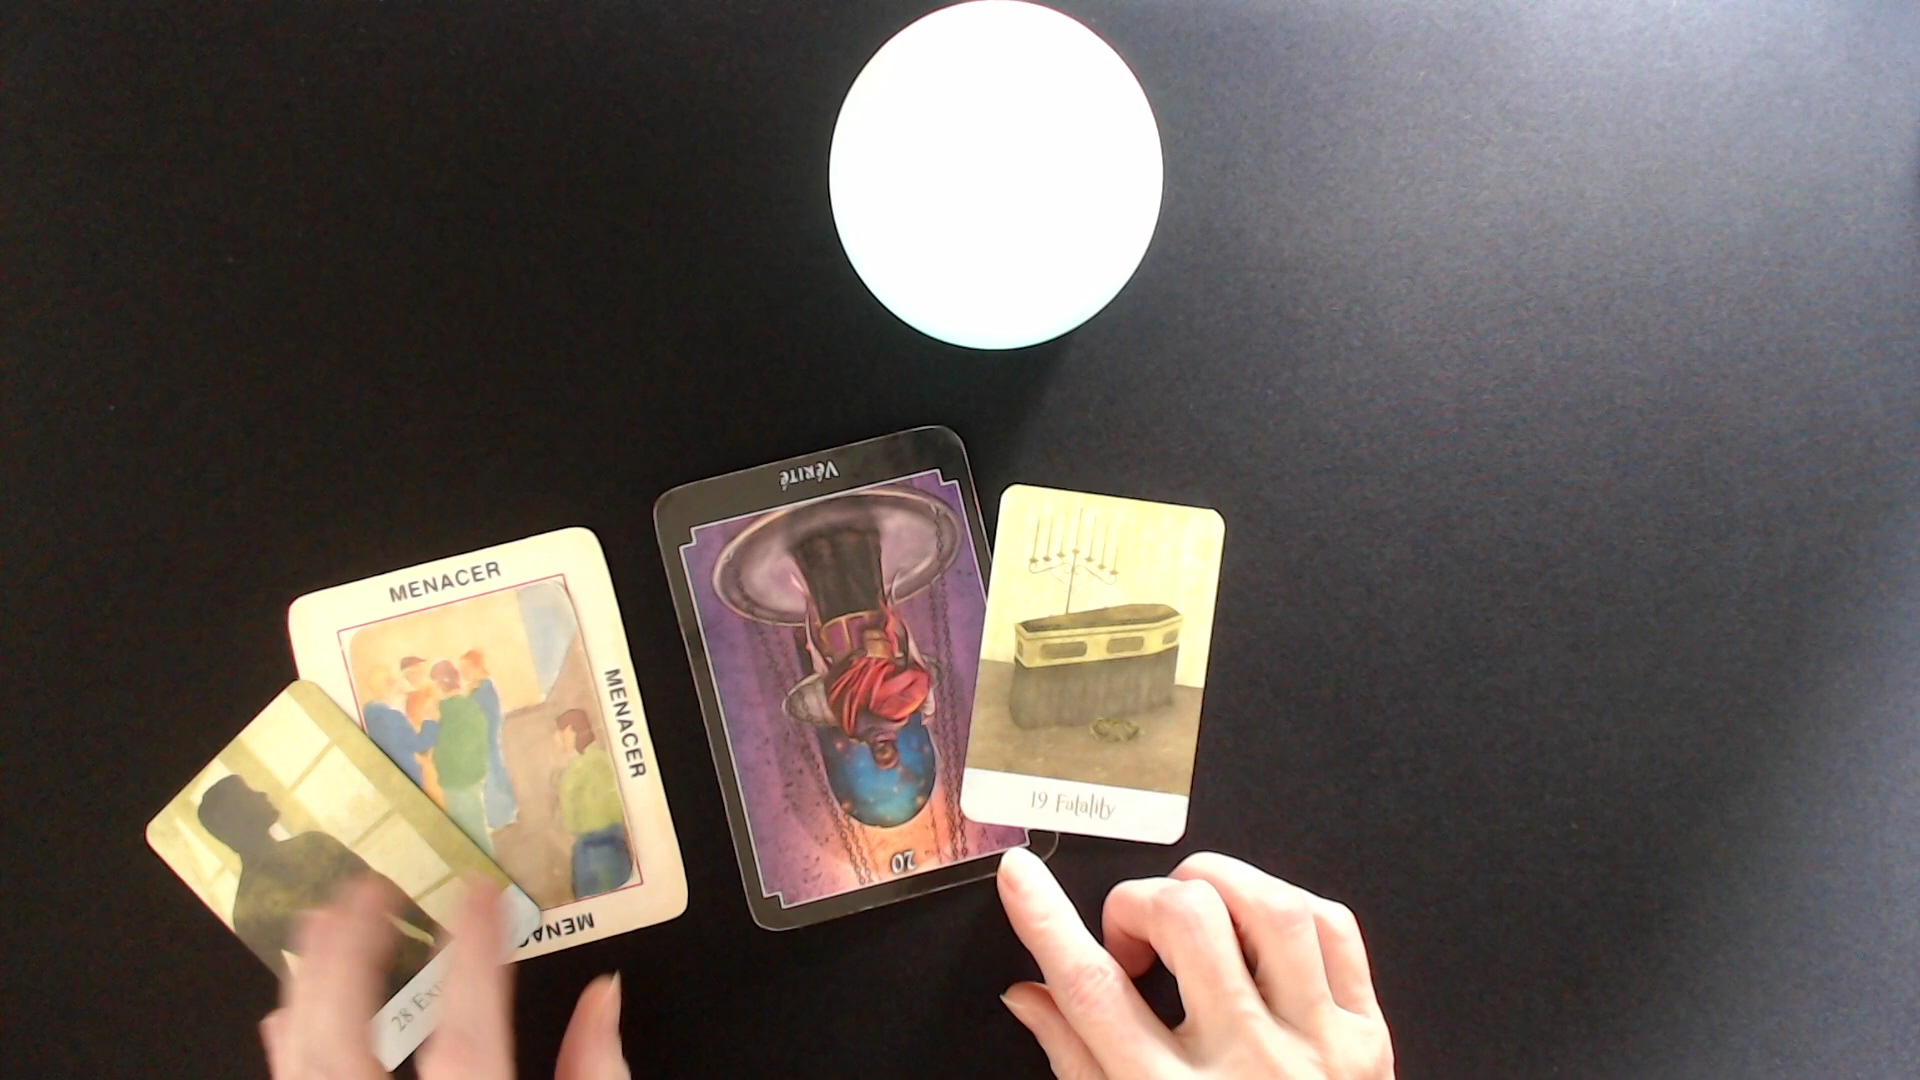 Vérité
MENACER
MENACER
MENAC
20
19 Fatality
28 Ex